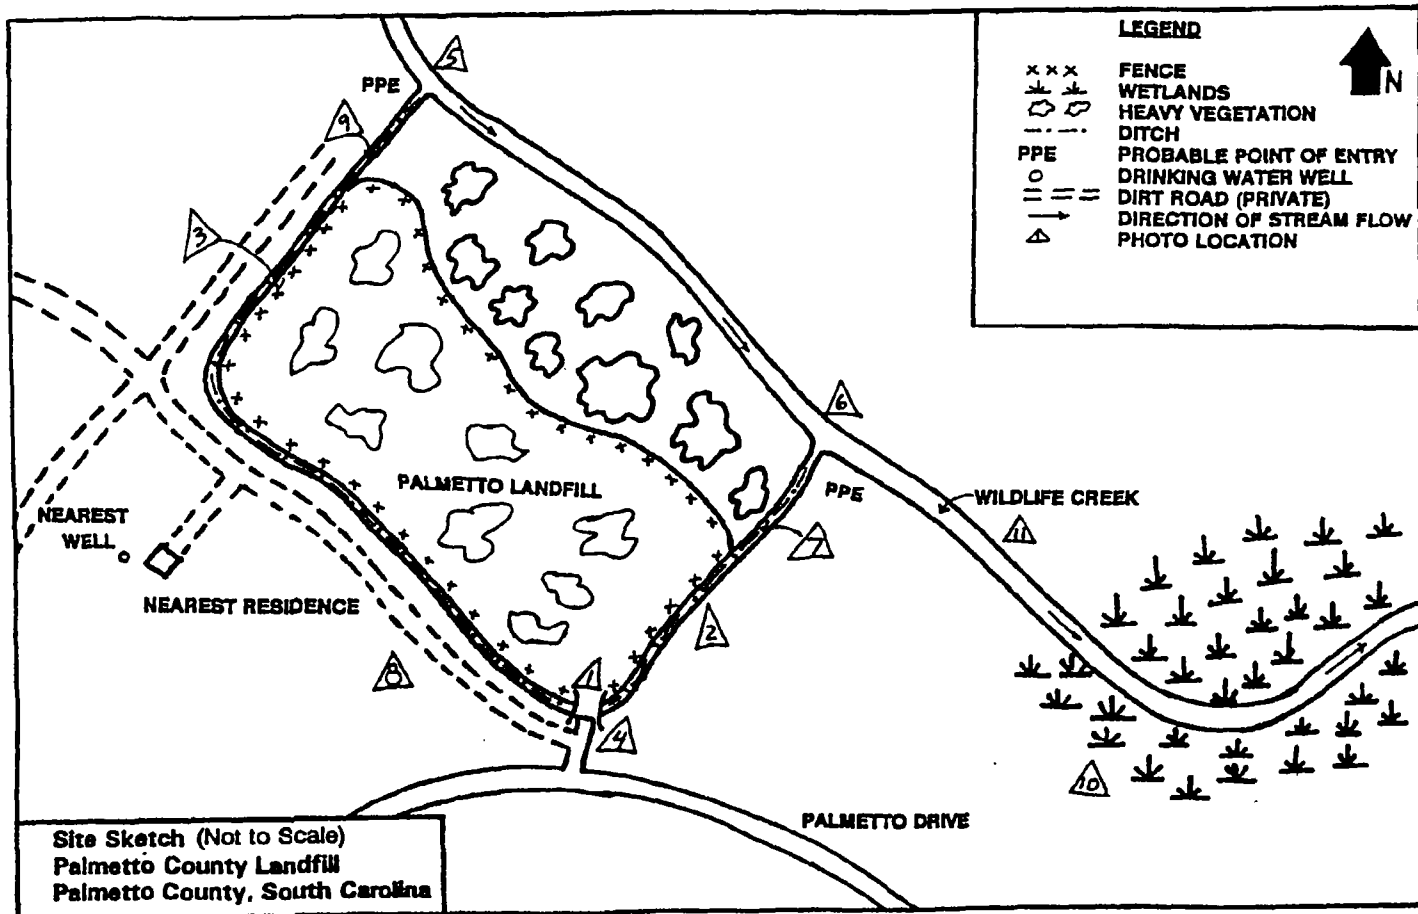 LEGEND
N
x x x FENCE
WETLANDS
HEAVY VEGETATION
DITCH
PPE PROBABLE POINT OF ENTRY
DRINKING WATER WELL
DIRT ROAD (PRIVATE)
DIRECTION OF STREAM FLOW
1 PHOTO LOCATION
5
PPE
9
3
6
PALMETTO LANDFILL
PPE
WILDLIFE CREEK
NEAREST
WELL
7
11
NEAREST RESIDENCE
2
8
1
4
10
PALMETTO DRIVE
Site Sketch (Not to Scale)
Palmetto County Landfill
Palmetto County, South Carolina